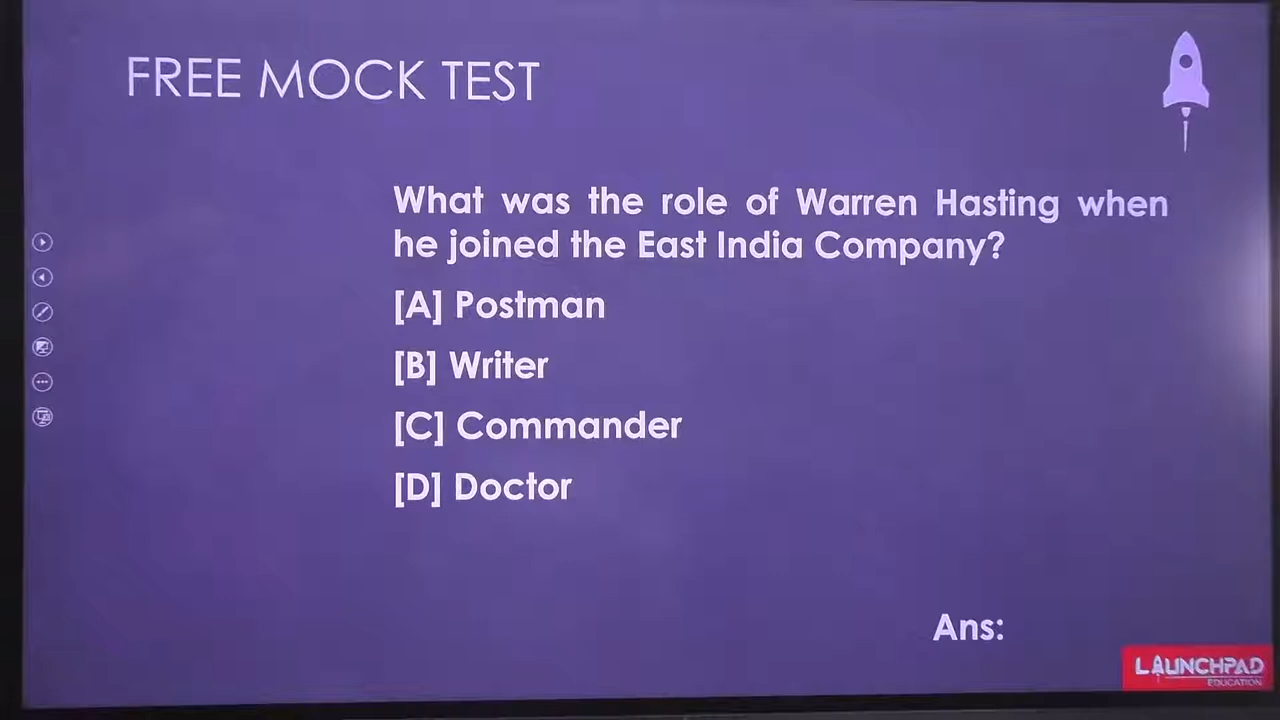 FREE MOCK TEST
What was the role of Warren Hasting when
he joined the East India Company?
[A] Postman
[B] Writer
[C] Commander
[D] Doctor
Ans:
LAUNCHPAD
EDUCATION